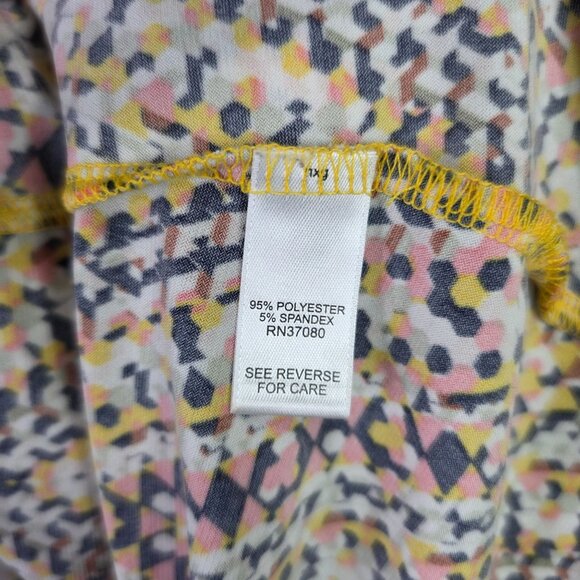 95% POLYESTER
5% SPANDEX
RN37080
SEE REVERSE
FOR CARE